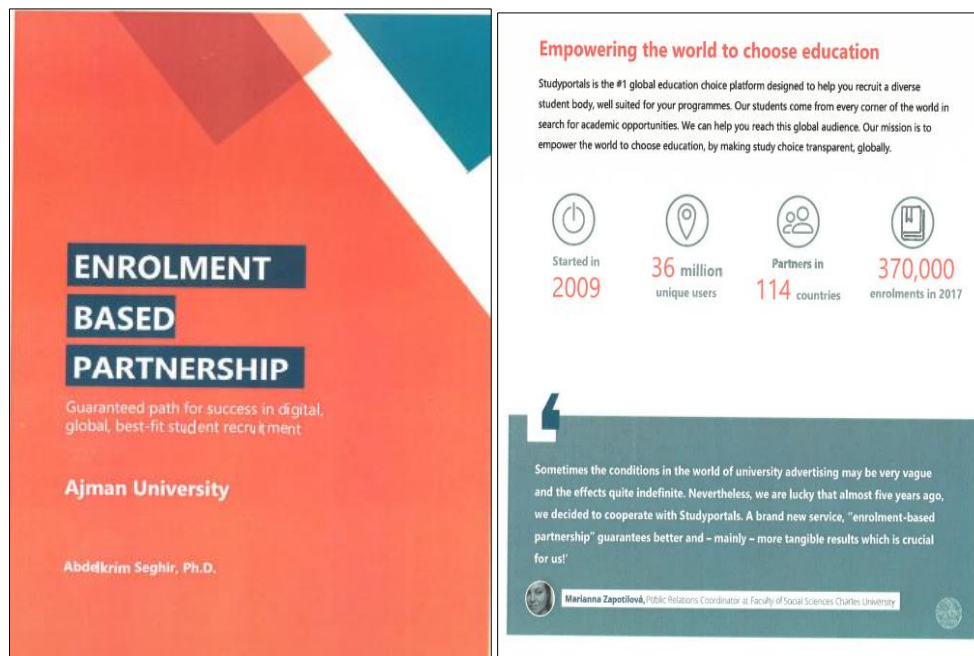 ENROLMENT
BASED
PARTNERSHIP
Guaranteed path for success in digital,
global, best-fit student recruitment
Ajman University
Abdelkrim Seghir, Ph.D.
Empowering the world to choose education
Studyportals is the #1 global education choice platform designed to help you recruit a diverse
student body, well suited for your programmes. Our students come from every corner of the world in
search for academic opportunities. We can help you reach this global audience. Our mission is to
empower the world to choose education, by making study choice transparent, globally.
Started in
2009
36 million
unique users
Partners in
114 countries
370,000
enrolments in 2017
Sometimes the conditions in the world of university advertising may be very vague
and the effects quite indefinite. Nevertheless, we are lucky that almost five years ago,
we decided to cooperate with Studyportals. A brand new service, "enrolment-based
partnership" guarantees better and – mainly – more tangible results which is crucial
for us!'
Marianna Zapotilová, Public Relations Coordinator at Faculty of Social Sciences Charles University